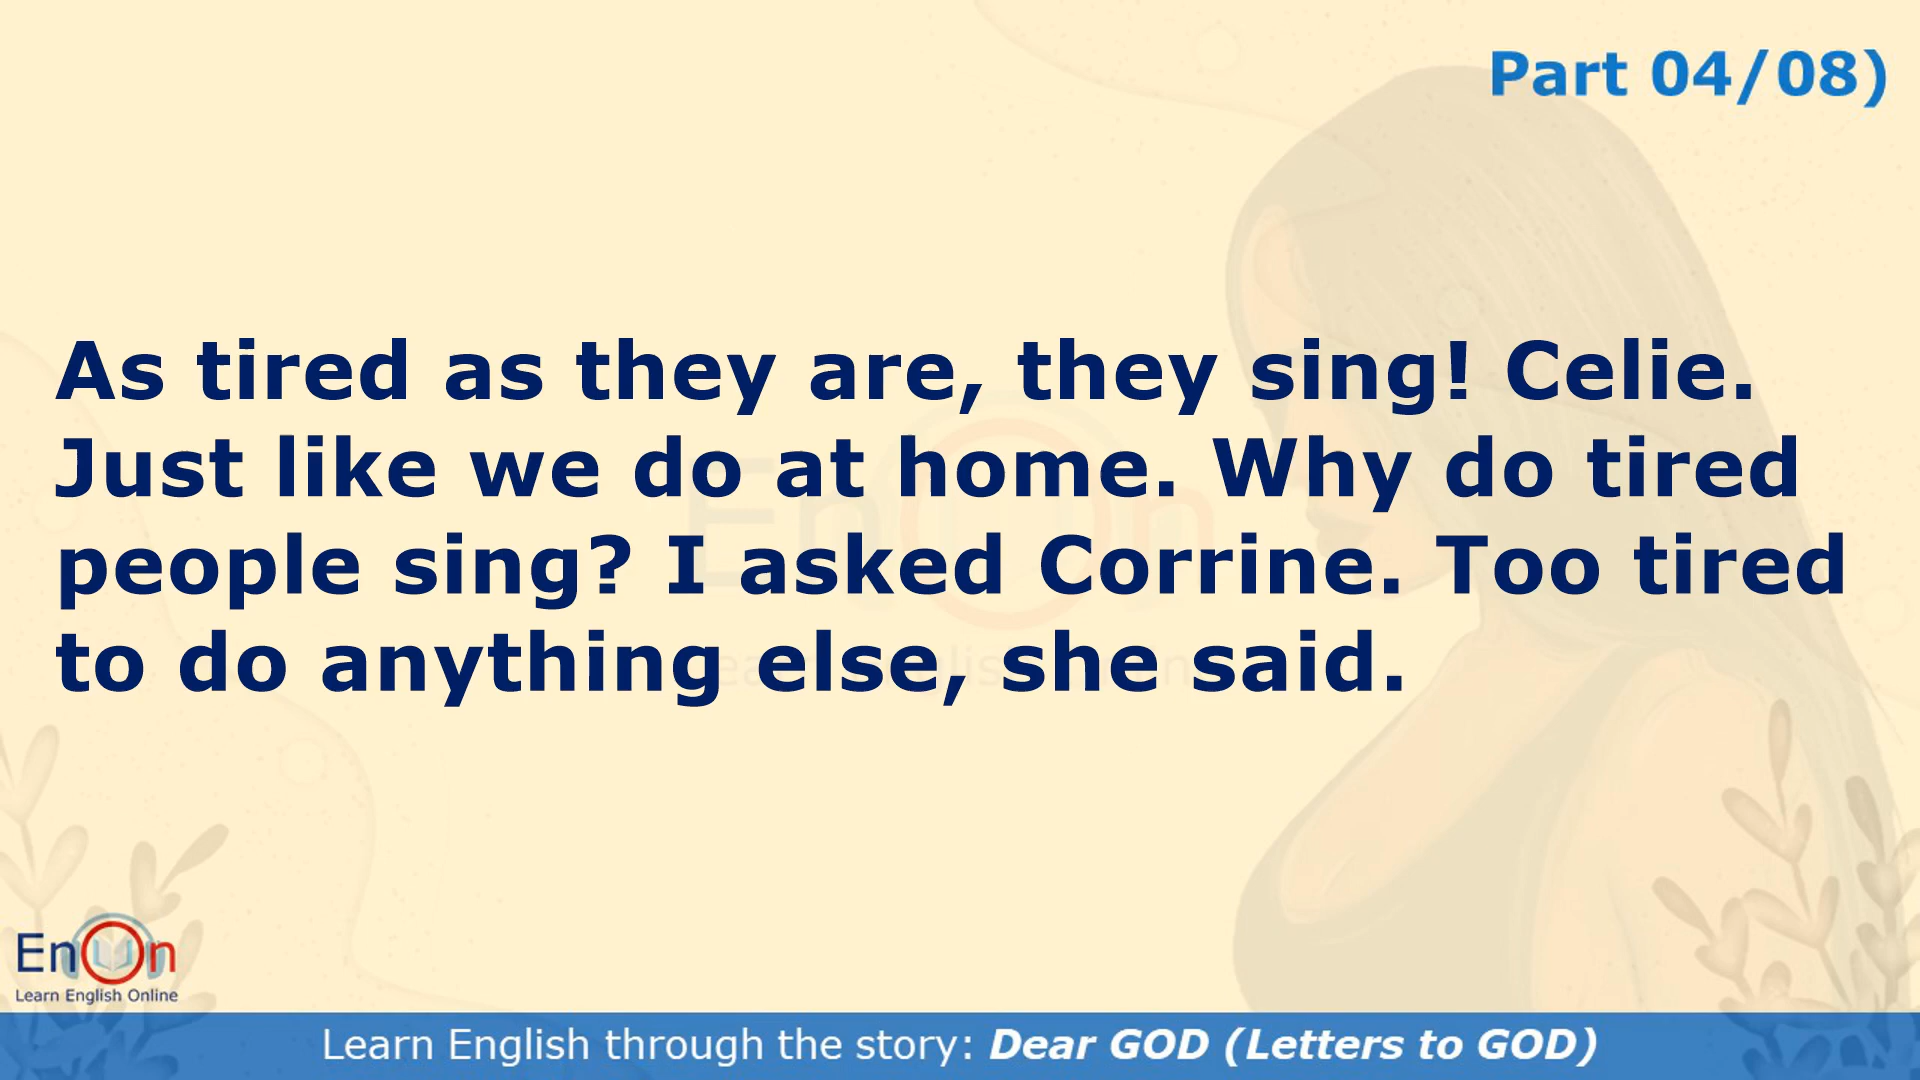 Part 04/08)
As tired as they are, they sing! Celie.
Just like we do at home. Why do tired
people sing? I asked Corrine. Too tired
to do anything else, she said.
EnOn
Learn English Online
Learn English through the story: Dear GOD (Letters to GOD)